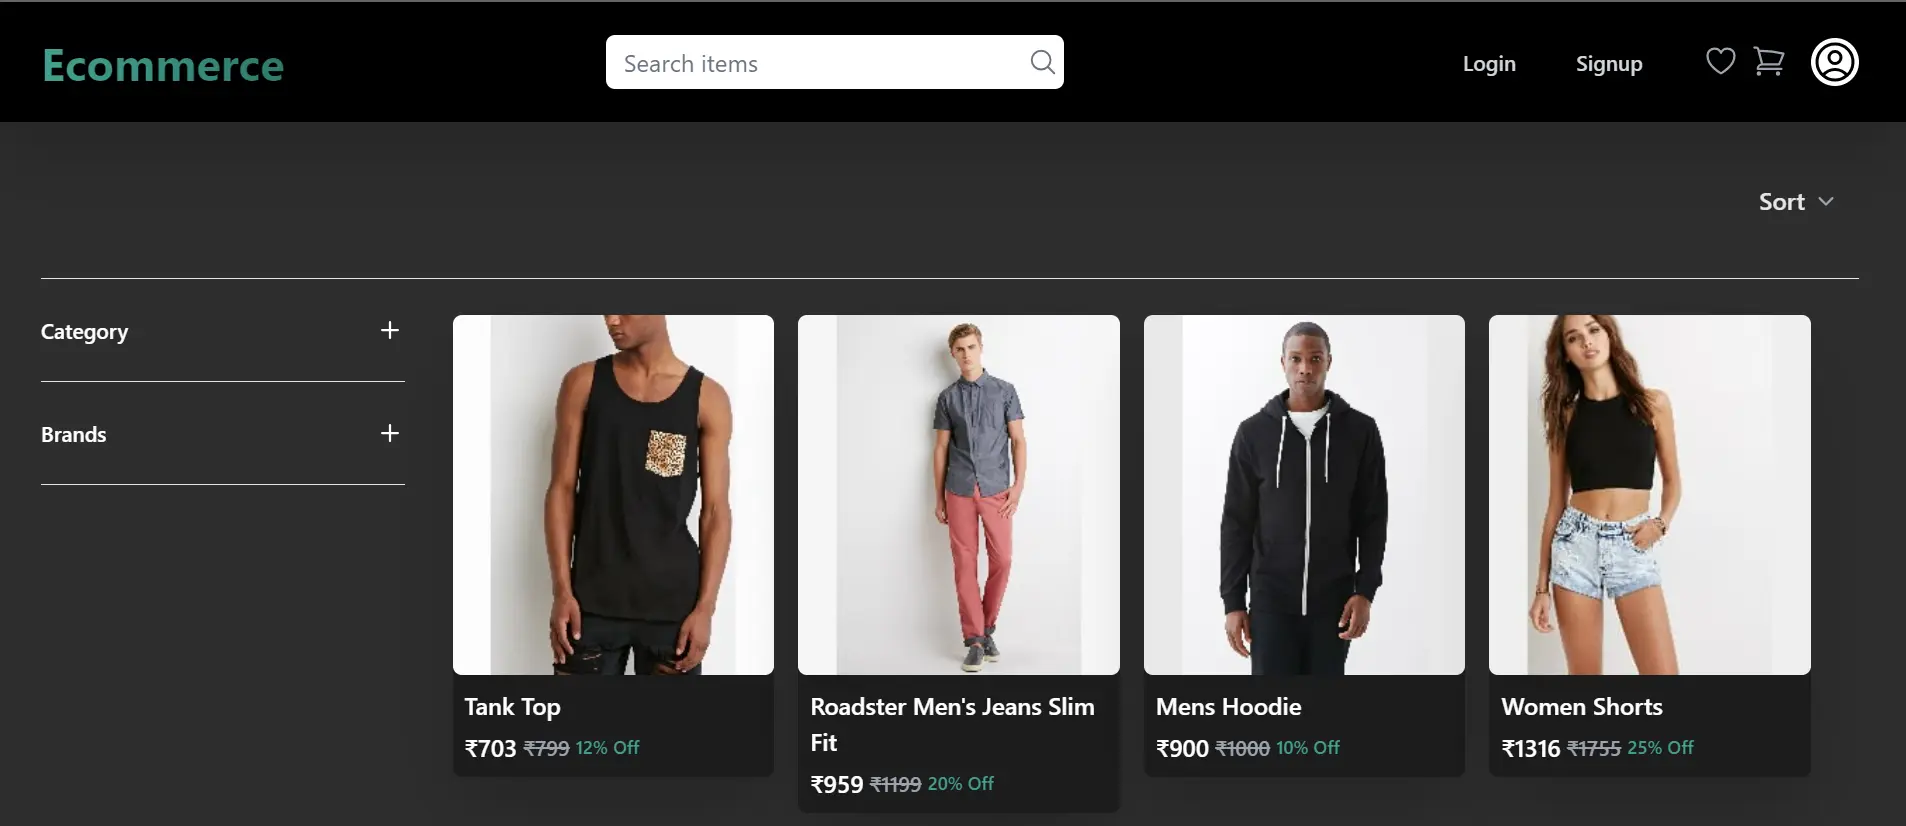 Ecommerce
Search items
Login
Signup
Sort
Category
Brands
Tank Top
₹703 ₹799 12% Off
Roadster Men's Jeans Slim
Fit
₹959 ₹1199 20% Off
Mens Hoodie
₹900 ₹1000 10% Off
Women Shorts
₹1316 ₹1755 25% Off